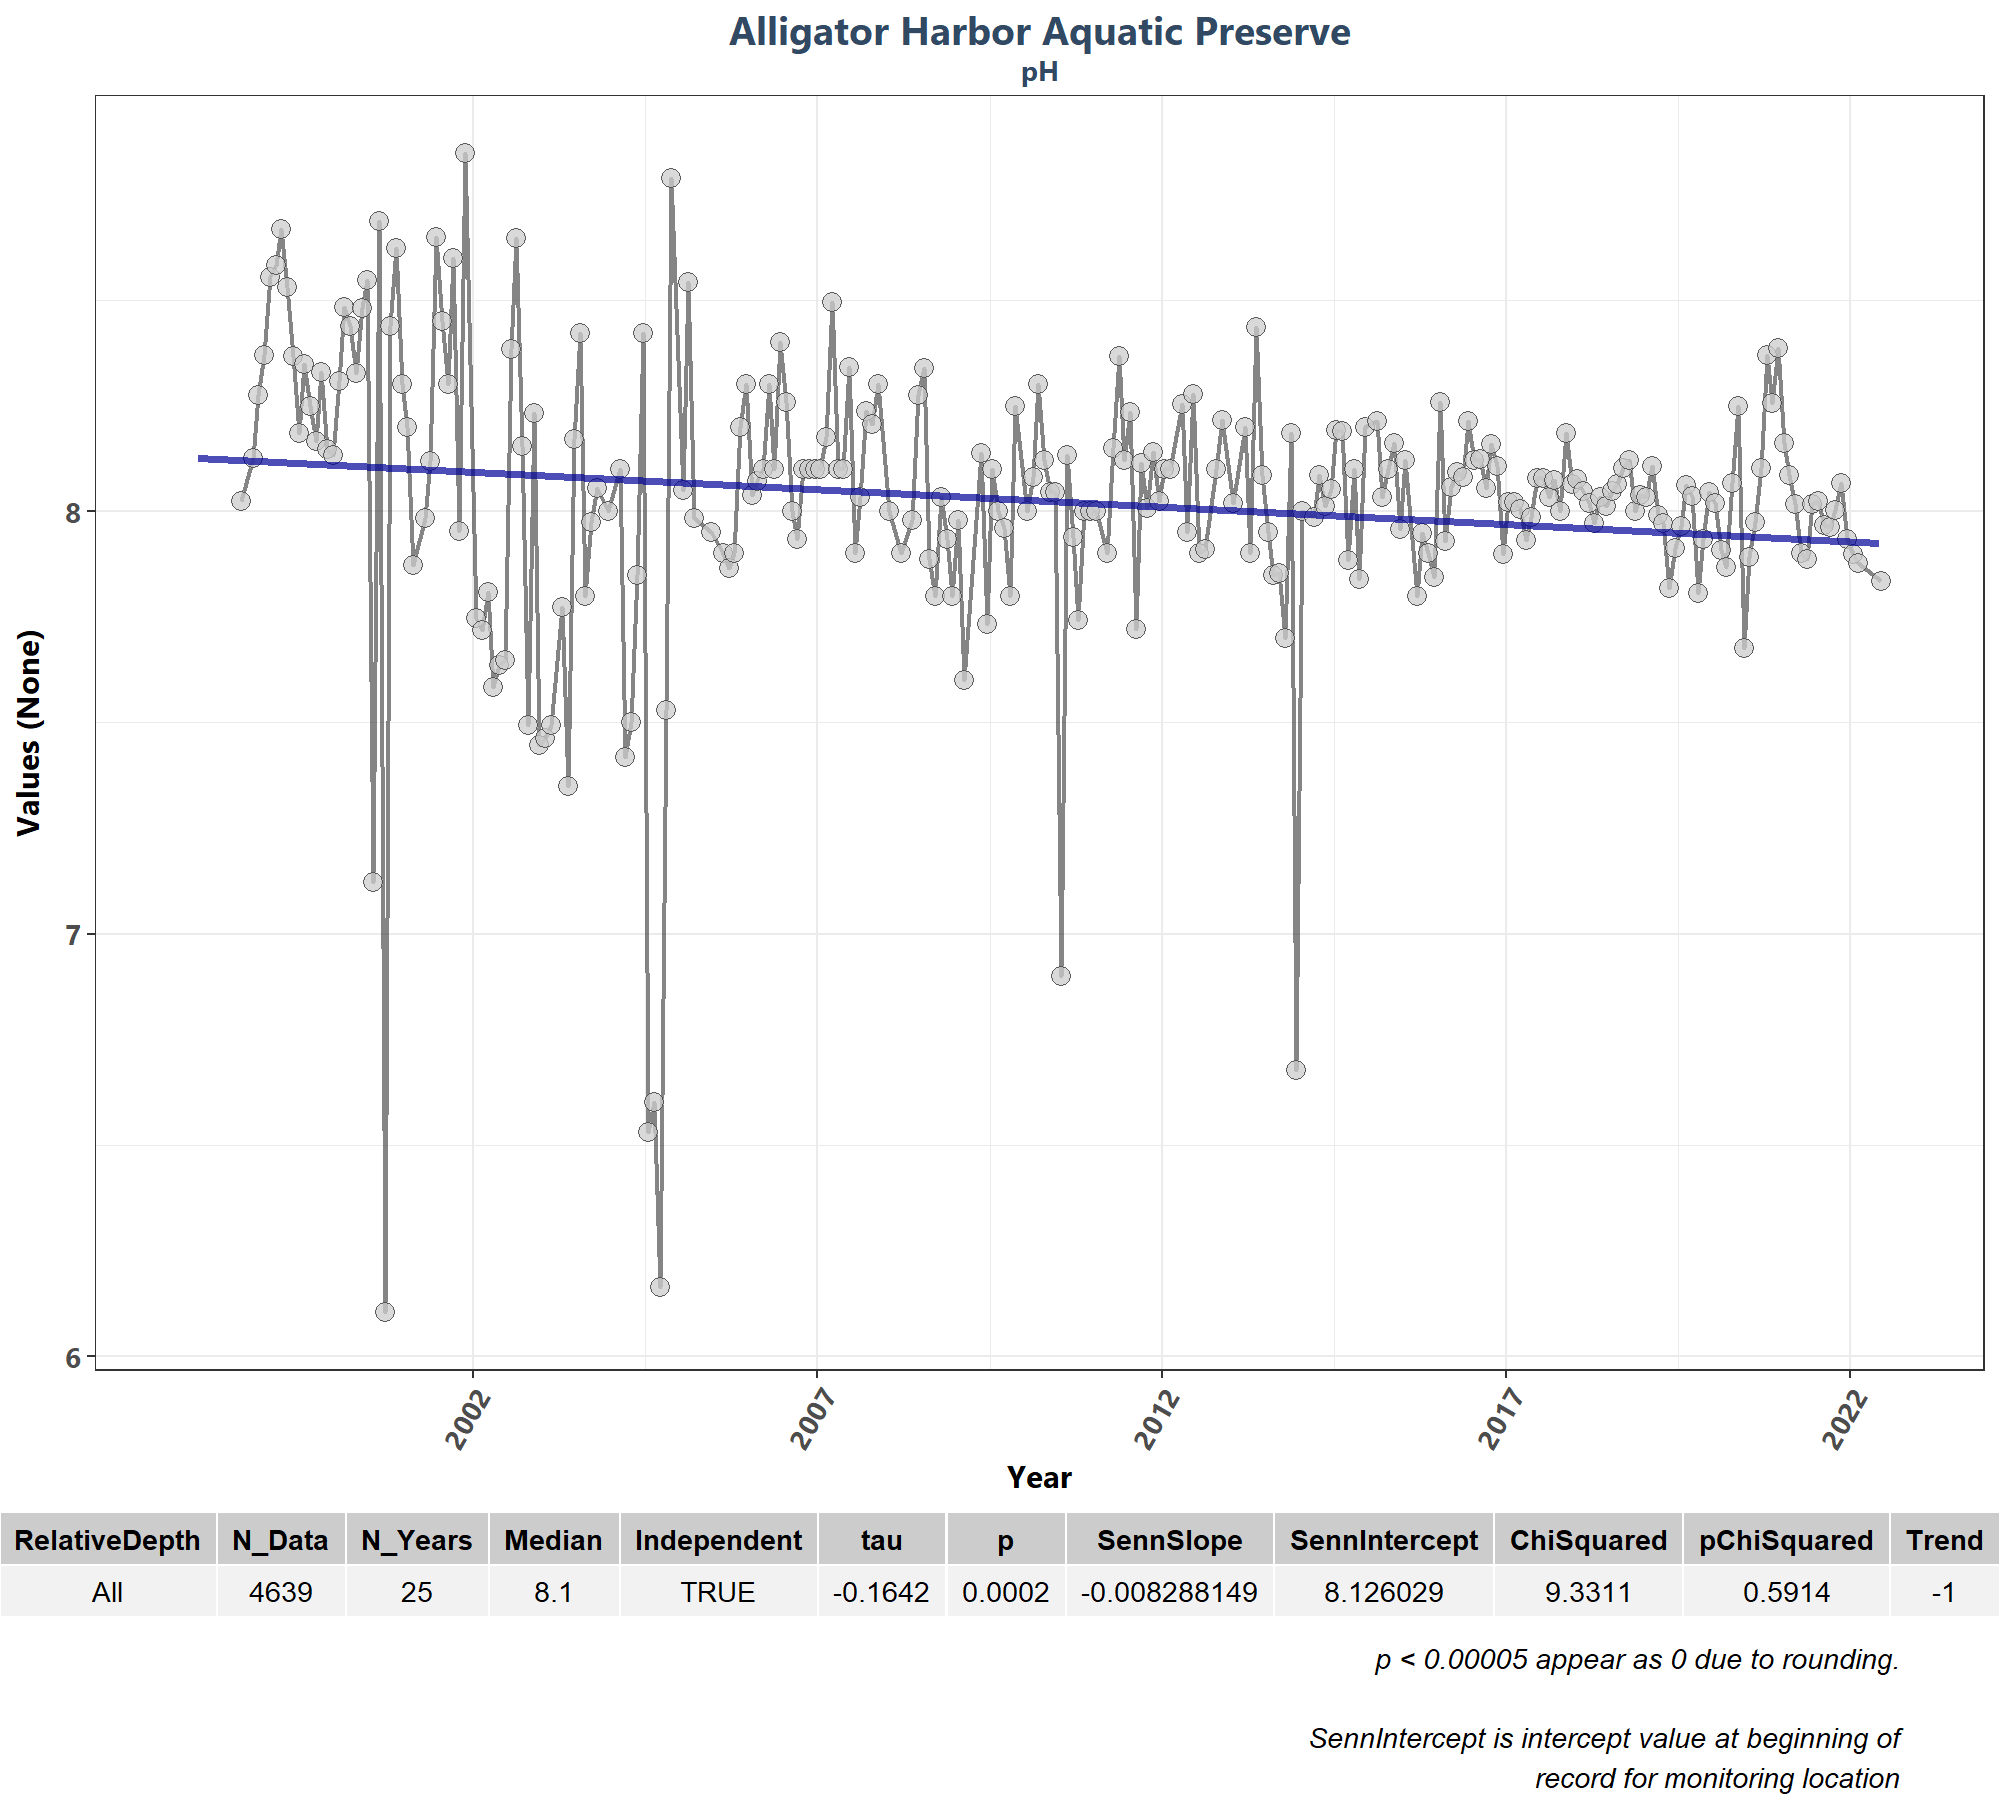 Alligator Harbor Aquatic Preserve
pH
Values (None)
8
7
6
2002
2007
2012
2017
2022
Year
RelativeDepth N_Data N_Years Median Independent tau p SennSlope SennIntercept ChiSquared pChiSquared Trend
All 4639 25 8.1 TRUE -0.1642 0.0002 -0.008288149 8.126029 9.3311 0.5914 -1
p < 0.00005 appear as 0 due to rounding.
SennIntercept is intercept value at beginning of
record for monitoring location